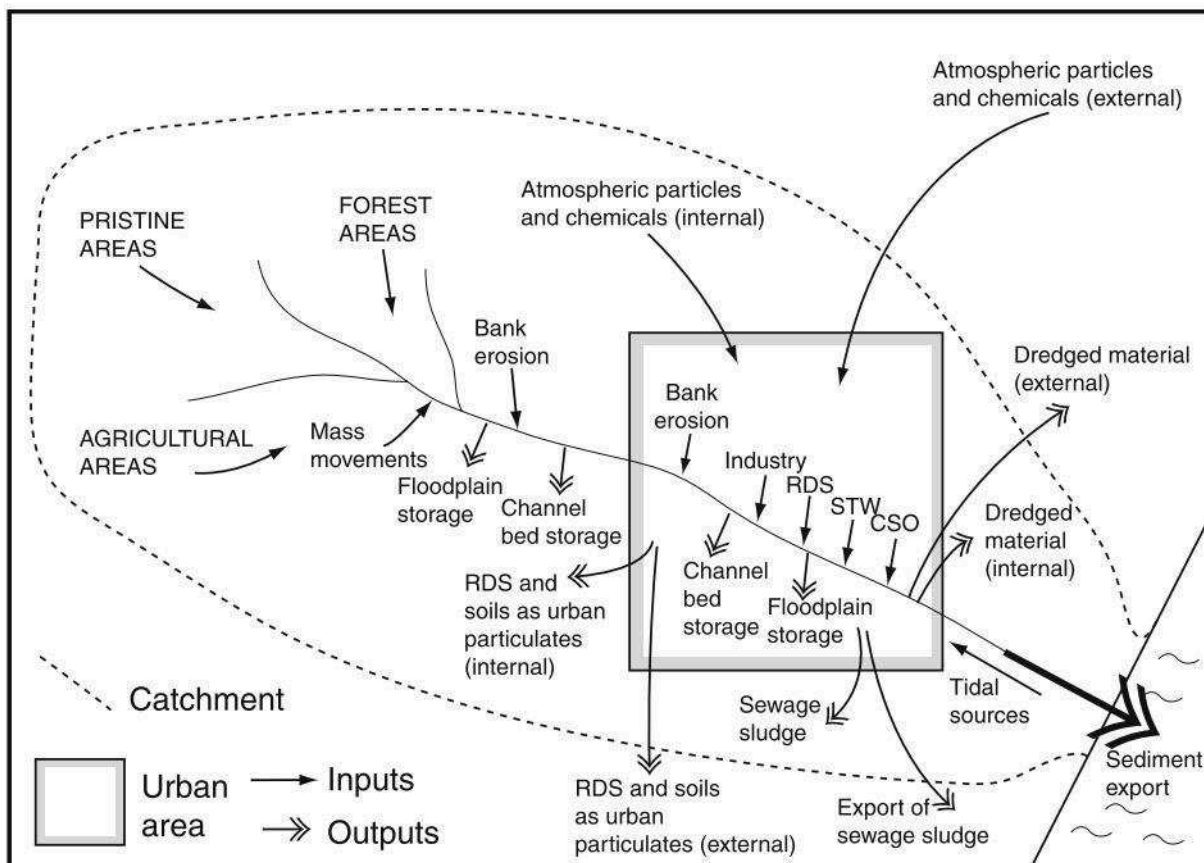 Atmospheric particles
and chemicals (external)
Atmospheric particles
and chemicals (internal)
PRISTINE
AREAS
FOREST
AREAS
Bank
erosion
Dredged material
(external)
Bank
erosion
AGRICULTURAL
AREAS
Mass
movements
Floodplain
storage
Channel
bed storage
Industry
RDS
STW
CSO
Dredged
material
(internal)
Channel
bed
storage
Floodplain
storage
RDS and
soils as urban
particulates
(internal)
Tidal
sources
Sewage
sludge
Sediment
export
RDS and soils
as urban
particulates (external)
Export of
sewage sludge
Catchment
Urban
area
Inputs
Outputs